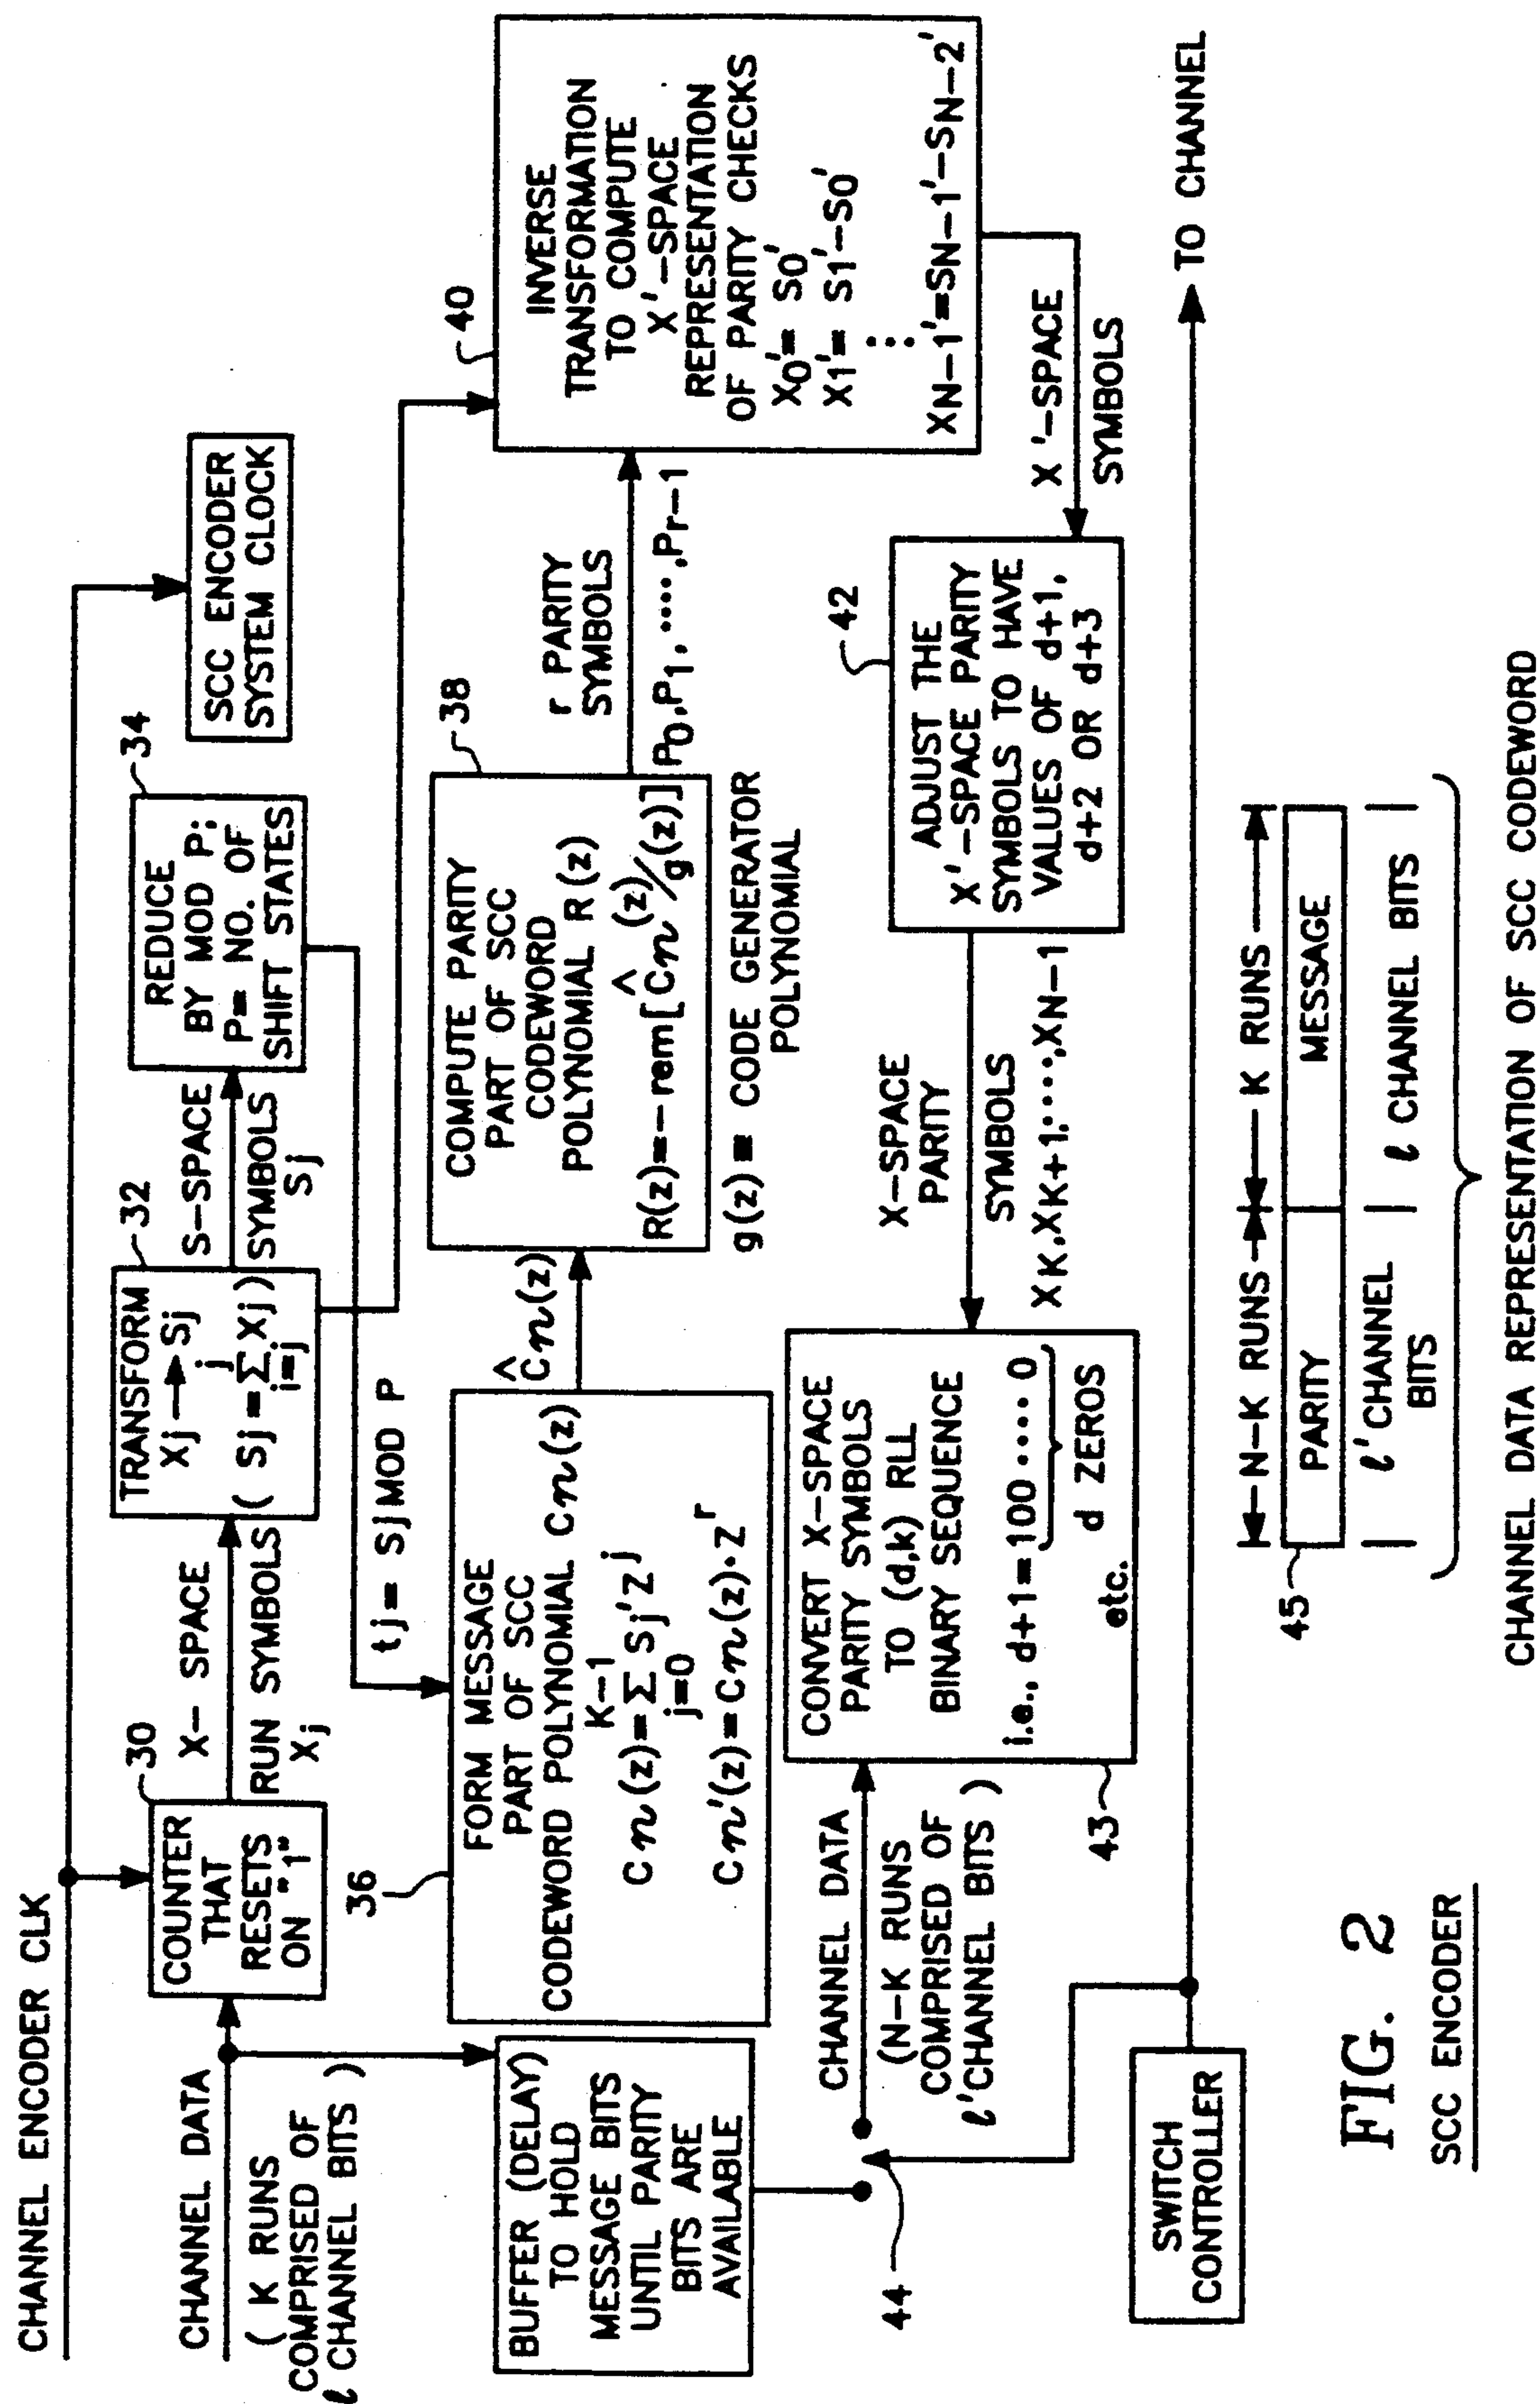 CHANNEL ENCODER CLK
CHANNEL DATA
( K RUNS
COMPRISED OF
ℓ CHANNEL BITS )
30
COUNTER
THAT
RESETS
ON "1"
X- SPACE
RUN SYMBOLS
Xj
32
TRANSFORM
Xj → Sj
( Sj = j Σ i=j Xj )
S-SPACE
SYMBOLS
Sj
34
REDUCE
BY MOD P;
P= NO. OF
SHIFT STATES
SCC ENCODER
SYSTEM CLOCK
tj= Sj MOD P
BUFFER (DELAY)
TO HOLD
MESSAGE BITS
UNTIL PARITY
BITS ARE
AVAILABLE
36
FORM MESSAGE
PART OF SCC
CODEWORD POLYNOMIAL Cn(z)
Cn(z)= K-1 Σ j=0 Sj'Z^j
Cn'(z)=Cn(z)·Z^r
Ĉn(z)
38
COMPUTE PARITY
PART OF SCC
CODEWORD
POLYNOMIAL R(z)
R(z)=-rem[Ĉn(z)/g(z)]
g(z) ≡ CODE GENERATOR
POLYNOMIAL
r PARITY
SYMBOLS
P0,P1,....,Pr-1
40
INVERSE
TRANSFORMATION
TO COMPUTE
X'-SPACE
REPRESENTATION
OF PARITY CHECKS
X0'= S0'
X1'= S1'-S0'
⋮
XN-1'=SN-1'-SN-2'
X'-SPACE
SYMBOLS
42
ADJUST THE
X'-SPACE PARITY
SYMBOLS TO HAVE
VALUES OF d+1,
d+2 OR d+3
X-SPACE
PARITY
SYMBOLS
XK,XK+1,....,XN-1
CONVERT X-SPACE
PARITY SYMBOLS
TO (d,k) RLL
BINARY SEQUENCE
i.e., d+1=100....0
d ZEROS
etc.
43
CHANNEL DATA
(N-K RUNS
COMPRISED OF
ℓ'CHANNEL BITS )
44
SWITCH
CONTROLLER
TO CHANNEL
N-K RUNS
K RUNS
45
PARITY
MESSAGE
ℓ'CHANNEL
BITS
ℓ CHANNEL BITS
CHANNEL DATA REPRESENTATION OF SCC CODEWORD
FIG. 2
SCC ENCODER